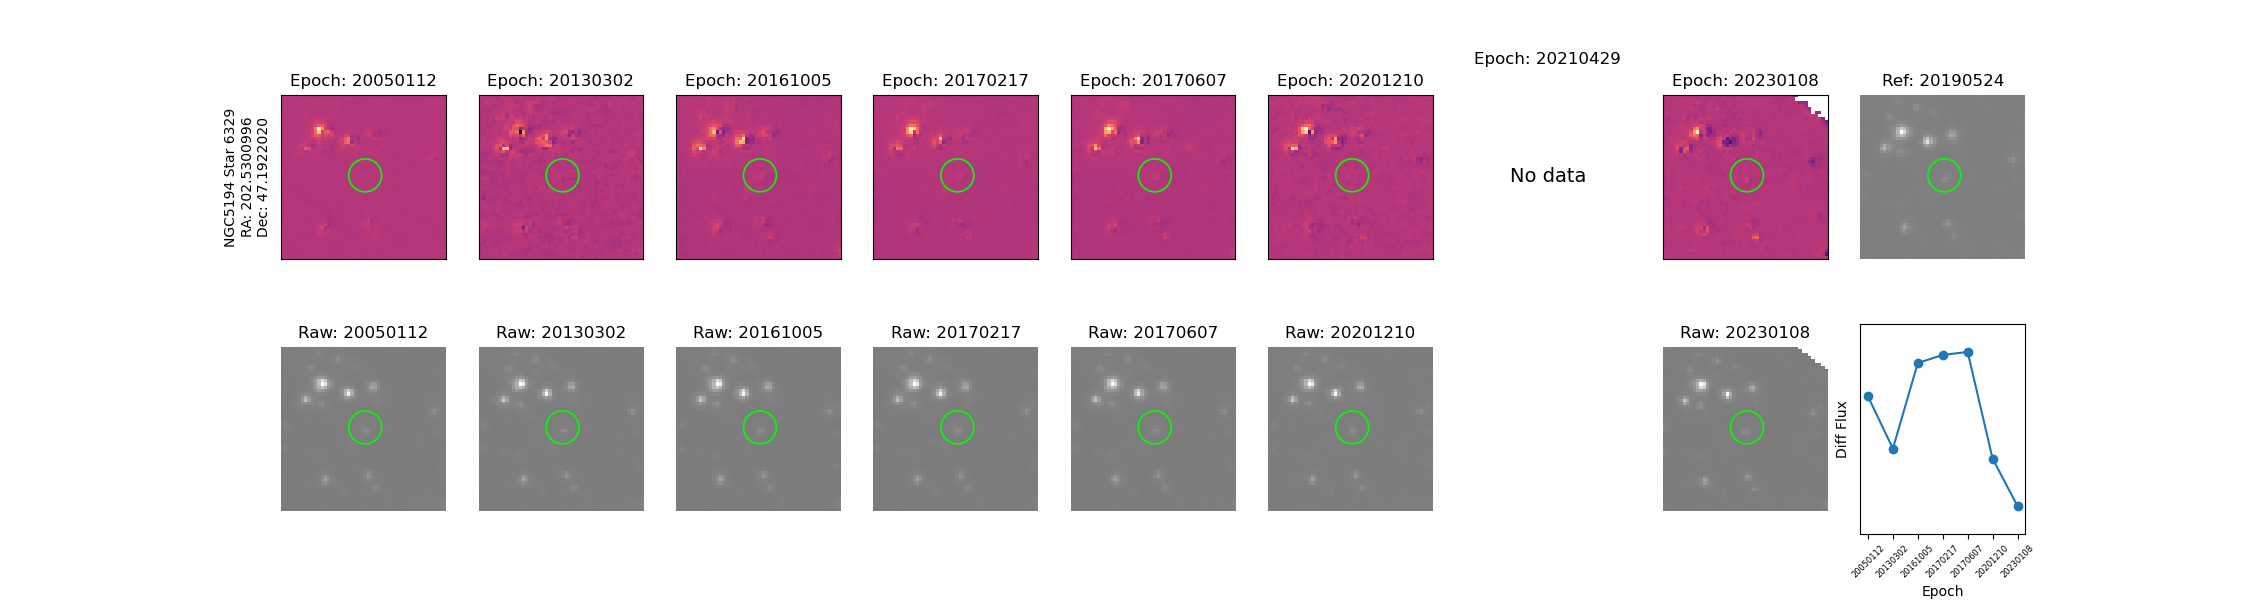 Epoch: 20210429
Epoch: 20050112
Epoch: 20130302
Epoch: 20161005
Epoch: 20170217
Epoch: 20170607
Epoch: 20201210
Epoch: 20230108
Ref: 20190524
NGC5194 Star 6329
RA: 202.5300996
Dec: 47.1922020
No data
Raw: 20050112
Raw: 20130302
Raw: 20161005
Raw: 20170217
Raw: 20170607
Raw: 20201210
Raw: 20230108
Diff Flux
20050112
20130302
20161005
20170217
20170607
20201210
20230108
Epoch